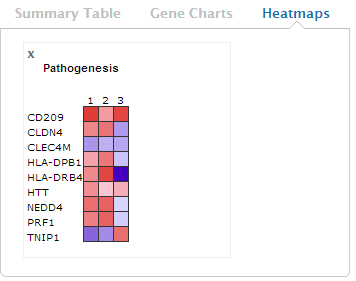 Summary Table Gene Charts Heatmaps
x
Pathogenesis
1 2 3
CD209
CLDN4
CLEC4M
HLA-DPB1
HLA-DRB4
HTT
NEDD4
PRF1
TNIP1